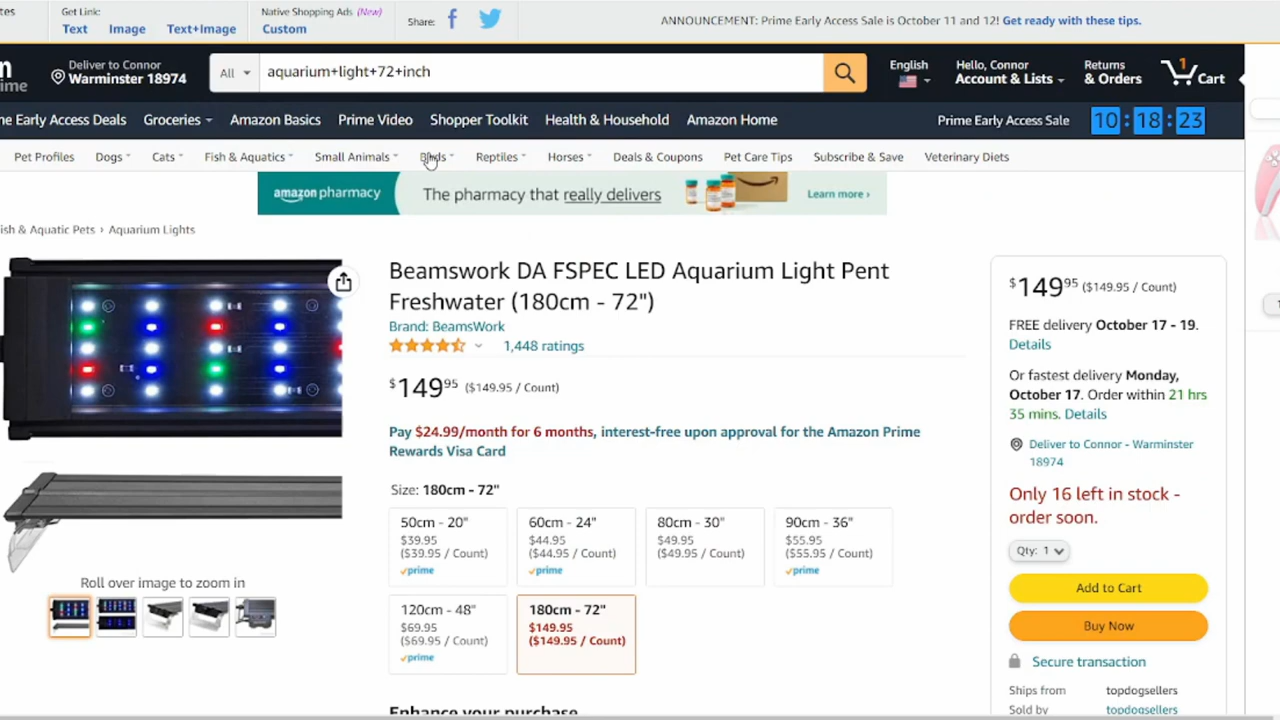 tes
Get Link:
Text Image Text+Image
Native Shopping Ads (New)
Custom
Share:
ANNOUNCEMENT: Prime Early Access Sale is October 11 and 12! Get ready with these tips.
n
ime
Deliver to Connor
Warminster 18974
All
aquarium+light+72+inch
English
Hello, Connor
Account & Lists
Returns
& Orders
1
Cart
ne Early Access Deals Groceries Amazon Basics Prime Video Shopper Toolkit Health & Household Amazon Home
Prime Early Access Sale 10 : 18 : 23
Pet Profiles Dogs Cats Fish & Aquatics Small Animals Birds Reptiles Horses Deals & Coupons Pet Care Tips Subscribe & Save Veterinary Diets
amazon pharmacy The pharmacy that really delivers Learn more ›
ish & Aquatic Pets › Aquarium Lights
Beamswork DA FSPEC LED Aquarium Light Pent
Freshwater (180cm - 72")
Brand: BeamsWork
1,448 ratings
$149 95 ($149.95 / Count)
Pay $24.99/month for 6 months, interest-free upon approval for the Amazon Prime
Rewards Visa Card
Size: 180cm - 72"
50cm - 20"
$39.95
($39.95 / Count)
prime
60cm - 24"
$44.95
($44.95 / Count)
prime
80cm - 30"
$49.95
($49.95 / Count)
90cm - 36"
$55.95
($55.95 / Count)
prime
120cm - 48"
$69.95
($69.95 / Count)
prime
180cm - 72"
$149.95
($149.95 / Count)
Enhance your purchase
Roll over image to zoom in
$149 95 ($149.95 / Count)
FREE delivery October 17 - 19.
Details
Or fastest delivery Monday,
October 17. Order within 21 hrs
35 mins. Details
Deliver to Connor - Warminster
18974
Only 16 left in stock -
order soon.
Qty: 1
Add to Cart
Buy Now
Secure transaction
Ships from topdogsellers
Sold by topdogsellers